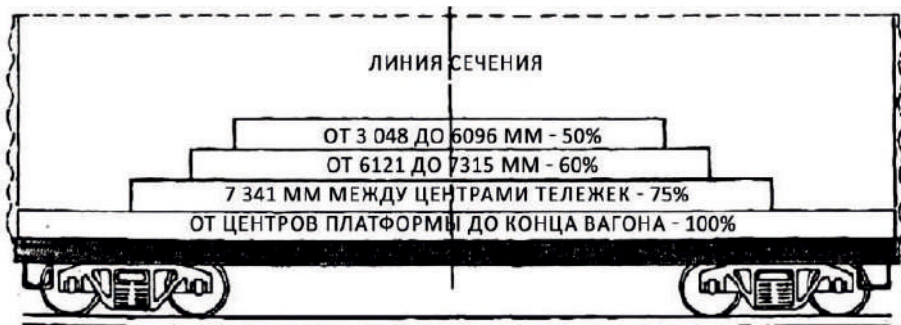 ЛИНИЯ СЕЧЕНИЯ
ОТ 3 048 ДО 6096 ММ - 50%
ОТ 6121 ДО 7315 ММ - 60%
7 341 ММ МЕЖДУ ЦЕНТРАМИ ТЕЛЕЖЕК - 75%
ОТ ЦЕНТРОВ ПЛАТФОРМЫ ДО КОНЦА ВАГОНА - 100%